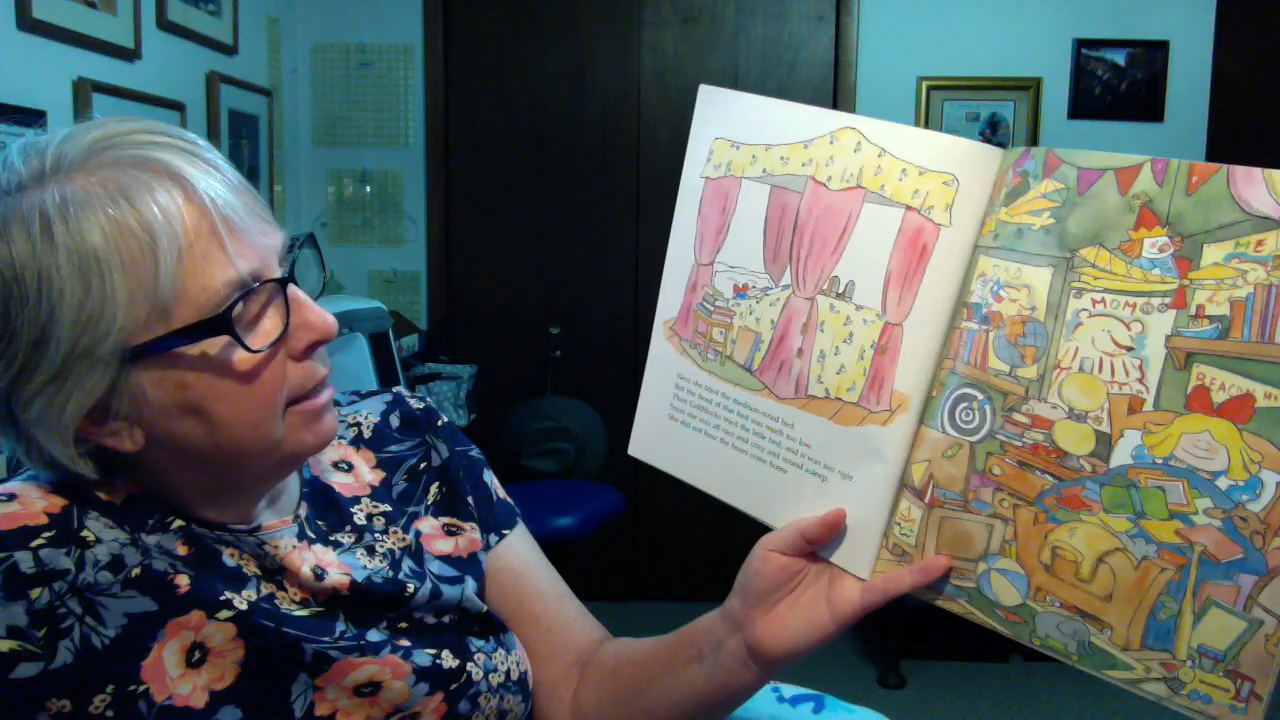 Next she tried the medium-sized bed.
But the head of that bed was much too low.
Then Goldilocks tried the little bed, and it was just right.
Soon she was all nice and cozy and sound asleep.
She did not hear the bears come home.
DAD
MOM
ME
BEACON